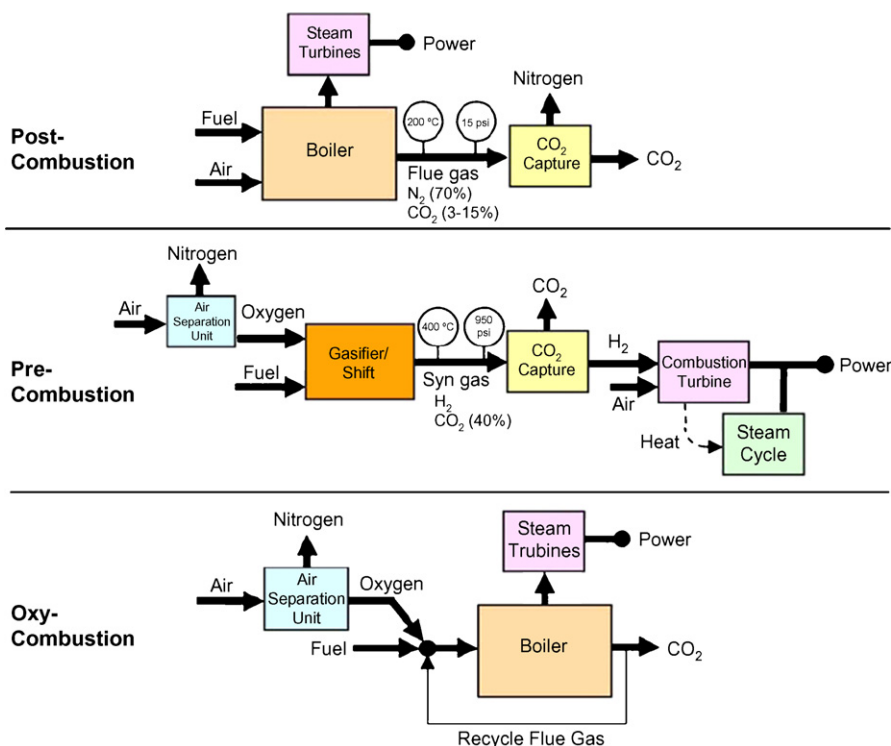 Steam
Turbines
Power
Nitrogen
Fuel
200 ºC
15 psi
Post-
Combustion
Boiler
CO₂
Capture
CO₂
Air
Flue gas
N₂ (70%)
CO₂ (3-15%)
Nitrogen
CO₂
Air
Air
Separation
Unit
Oxygen
400 ºC
950
psi
H₂
Pre-
Combustion
Gasifier/
Shift
CO₂
Capture
Combustion
Turbine
Power
Fuel
Syn gas
H₂
CO₂ (40%)
Air
Heat
Steam
Cycle
Nitrogen
Steam
Trubines
Power
Air
Air
Separation
Unit
Oxygen
Oxy-
Combustion
Fuel
Boiler
CO₂
Recycle Flue Gas